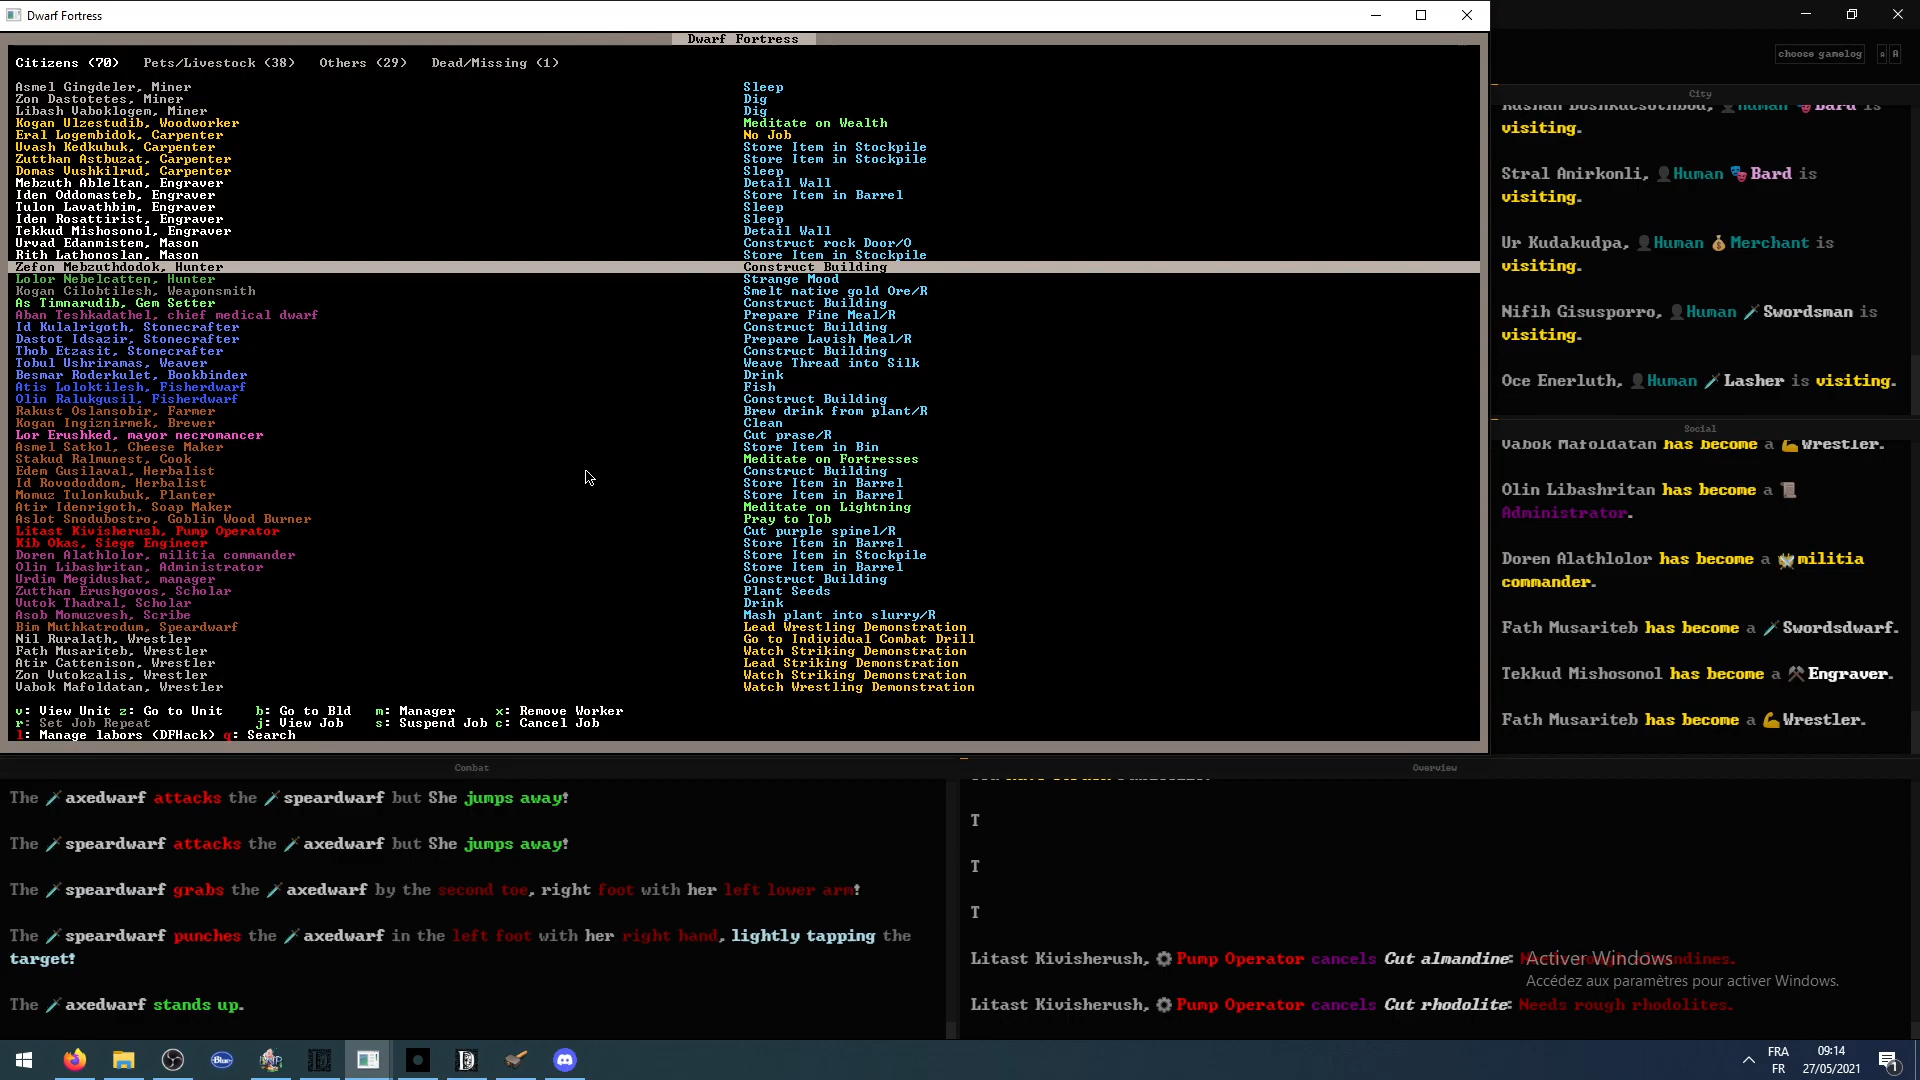 Dwarf Fortress
Dwarf Fortress
Citizens (70) Pets/Livestock (38) Others (29) Dead/Missing (1)
Asmel Gingdeler, Miner Sleep
Zon Dastotetes, Miner Dig
Libash Vaboklogem, Miner Dig
Kogan Ulzestudib, Woodworker Meditate on Wealth
Eral Logembidok, Carpenter No Job
Uvash Kedkubuk, Carpenter Store Item in Stockpile
Zutthan Astbuzat, Carpenter Store Item in Stockpile
Domas Vushkilrud, Carpenter Sleep
Mebzuth Ableltan, Engraver Detail Wall
Iden Oddomasteb, Engraver Store Item in Barrel
Tulon Lavathbim, Engraver Sleep
Iden Rosattirist, Engraver Sleep
Tekkud Mishosonol, Engraver Detail Wall
Urvad Edanmistem, Mason Construct rock Door/O
Rith Lathonoslan, Mason Store Item in Stockpile
Zefon Mebzuthdodok, Hunter Construct Building
Lolor Nebelcatten, Hunter Strange Mood
Kogan Cilobtilesh, Weaponsmith Smelt native gold Ore/R
As Timnarudib, Gem Setter Construct Building
Aban Teshkadathel, chief medical dwarf Prepare Fine Meal/R
Id Kulalrigoth, Stonecrafter Construct Building
Dastot Idsazir, Stonecrafter Prepare Lavish Meal/R
Thob Etzasit, Stonecrafter Construct Building
Tobul Ushriramas, Weaver Weave Thread into Silk
Besmar Roderkulet, Bookbinder Drink
Atis Loloktilesh, Fisherdwarf Fish
Olin Ralukgusil, Fisherdwarf Construct Building
Rakust Oslansobir, Farmer Brew drink from plant/R
Kogan Ingiznirmek, Brewer Clean
Lor Erushked, mayor necromancer Cut prase/R
Asmel Satkol, Cheese Maker Store Item in Bin
Stakud Ralmunest, Cook Meditate on Fortresses
Edem Gusilaval, Herbalist Construct Building
Id Rovododdom, Herbalist Store Item in Barrel
Momuz Tulonkubuk, Planter Store Item in Barrel
Atir Idenrigoth, Soap Maker Meditate on Lightning
Aslot Snodubostro, Goblin Wood Burner Pray to Tob
Litast Kivisherush, Pump Operator Cut purple spinel/R
Kib Okas, Siege Engineer Store Item in Barrel
Doren Alathlolor, militia commander Store Item in Stockpile
Olin Libashritan, Administrator Store Item in Barrel
Urdim Megidushat, manager Construct Building
Zutthan Erushgovos, Scholar Plant Seeds
Vutok Thadral, Scholar Drink
Asob Momuzvesh, Scribe Mash plant into slurry/R
Bim Muthkatrodum, Speardwarf Lead Wrestling Demonstration
Nil Ruralath, Wrestler Go to Individual Combat Drill
Fath Musariteb, Wrestler Watch Striking Demonstration
Atir Cattenison, Wrestler Lead Striking Demonstration
Zon Vutokzalis, Wrestler Watch Striking Demonstration
Vabok Mafoldatan, Wrestler Watch Wrestling Demonstration
v: View Unit z: Go to Unit b: Go to Bld m: Manager x: Remove Worker
r: Set Job Repeat j: View Job s: Suspend Job c: Cancel Job
l: Manage labors (DFHack) q: Search
choose gamelog a A
City
Human Bard is
visiting.
Stral Anirkonli, Human Bard is
visiting.
Ur Kudakudpa, Human Merchant is
visiting.
Nifih Gisusporro, Human Swordsman is
visiting.
Oce Enerluth, Human Lasher is visiting.
Social
Vabok Mafoldatan has become a Wrestler.
Olin Libashritan has become a
Administrator.
Doren Alathlolor has become a militia
commander.
Fath Musariteb has become a Swordsdwarf.
Tekkud Mishosonol has become a Engraver.
Fath Musariteb has become a Wrestler.
Combat
The axedwarf attacks the speardwarf but She jumps away!
The speardwarf attacks the axedwarf but She jumps away!
The speardwarf grabs the axedwarf by the second toe, right foot with her left lower arm!
The speardwarf punches the axedwarf in the left foot with her right hand, lightly tapping the
target!
The axedwarf stands up.
Overview
T
T
T
Litast Kivisherush, Pump Operator cancels Cut almandine: Needs rough almandines.
Litast Kivisherush, Pump Operator cancels Cut rhodolite: Needs rough rhodolites.
Activer Windows
Accédez aux paramètres pour activer Windows.
Blue
FRA
FR
09:14
27/05/2021
1